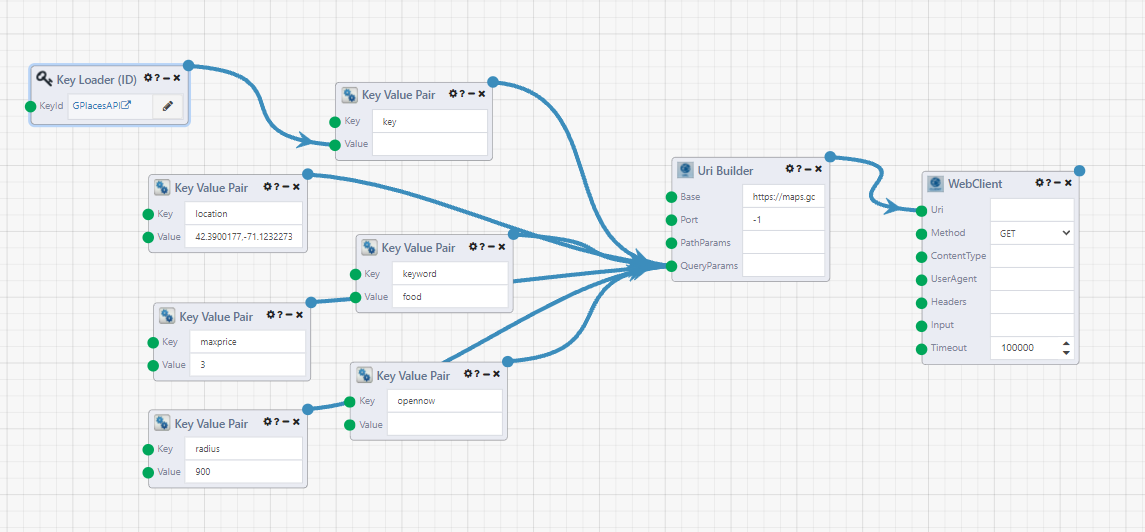 Key Loader (ID) ?
KeyId GPlacesAPI
Key Value Pair ?
Key key
Value
Key Value Pair ?
Key location
Value 42.3900177,-71.1232273
Key Value Pair ?
Key keyword
Value food
Key Value Pair ?
Key maxprice
Value 3
Key Value Pair ?
Key opennow
Value
Key Value Pair ?
Key radius
Value 900
Uri Builder ?
Base https://maps.gc
Port -1
PathParams
QueryParams
WebClient ?
Uri
Method GET
ContentType
UserAgent
Headers
Input
Timeout 100000